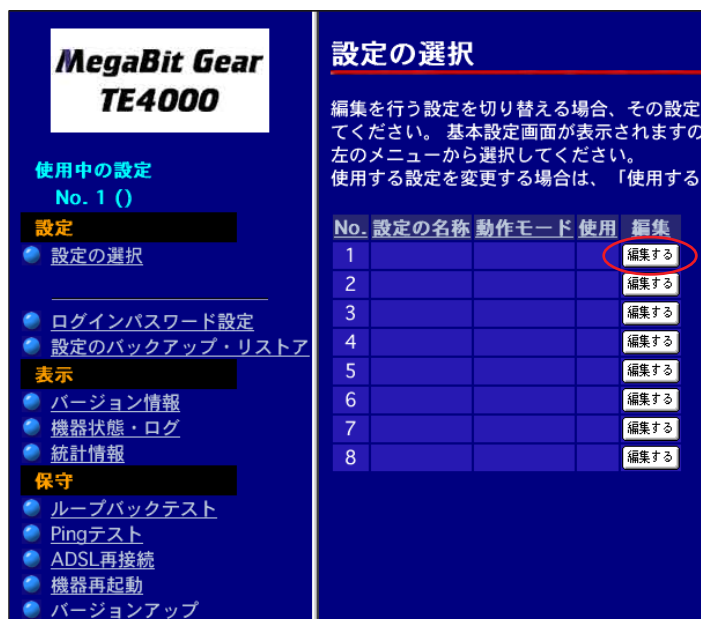 MegaBit Gear
TE4000
使用中の設定
No. 1 ()
設定
設定の選択
ログインパスワード設定
設定のバックアップ・リストア
表示
バージョン情報
機器状態・ログ
統計情報
保守
ループバックテスト
Pingテスト
ADSL再接続
機器再起動
バージョンアップ
設定の選択
編集を行う設定を切り替える場合、その設定
てください。 基本設定画面が表示されますの
左のメニューから選択してください。
使用する設定を変更する場合は、「使用する
No. 設定の名称 動作モード 使用 編集
1 編集する
2 編集する
3 編集する
4 編集する
5 編集する
6 編集する
7 編集する
8 編集する